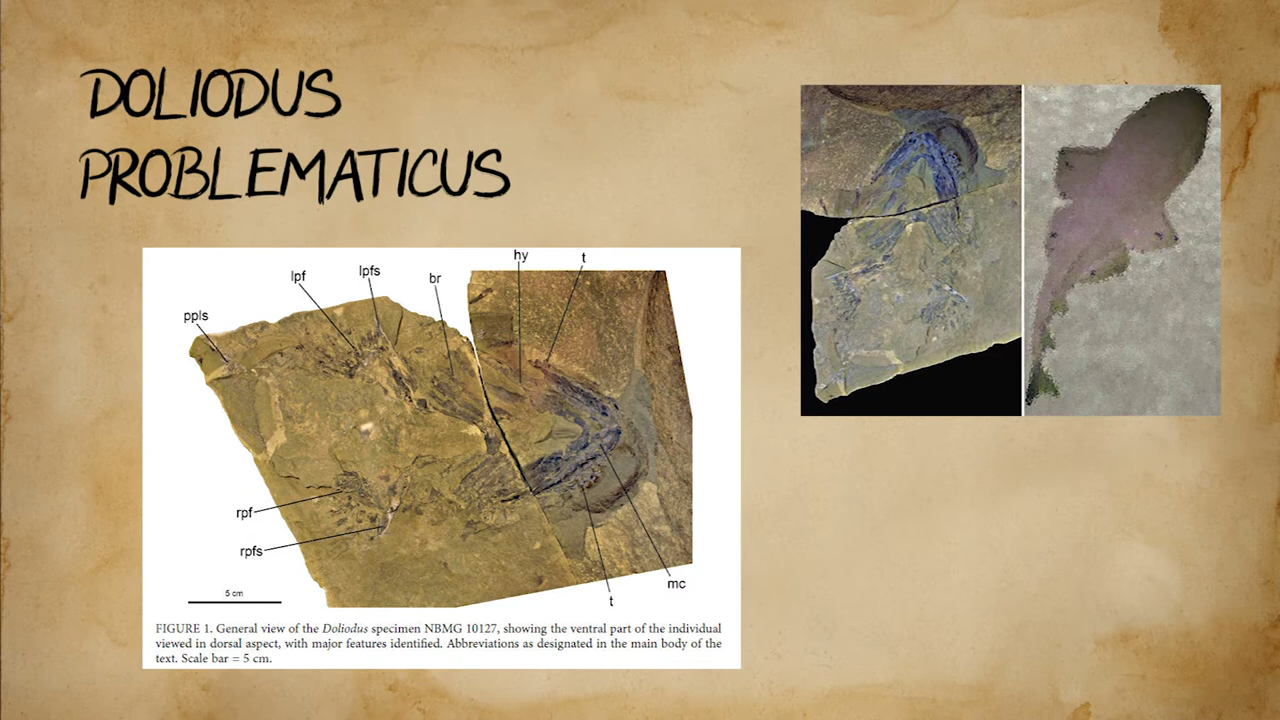 DOLIODUS
PROBLEMATICUS
ppls
lpf
lpfs
br
hy
t
rpf
rpfs
5 cm
t
mc
FIGURE 1. General view of the Doliodus specimen NBMG 10127, showing the ventral part of the individual
viewed in dorsal aspect, with major features identified. Abbreviations as designated in the main body of the
text. Scale bar = 5 cm.